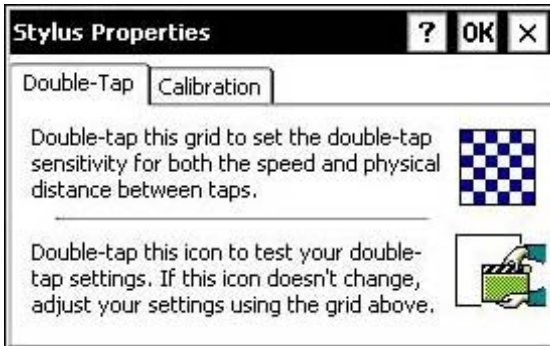 Stylus Properties ? OK ×
Double-Tap Calibration
Double-tap this grid to set the double-tap
sensitivity for both the speed and physical
distance between taps.
Double-tap this icon to test your double-
tap settings. If this icon doesn't change,
adjust your settings using the grid above.